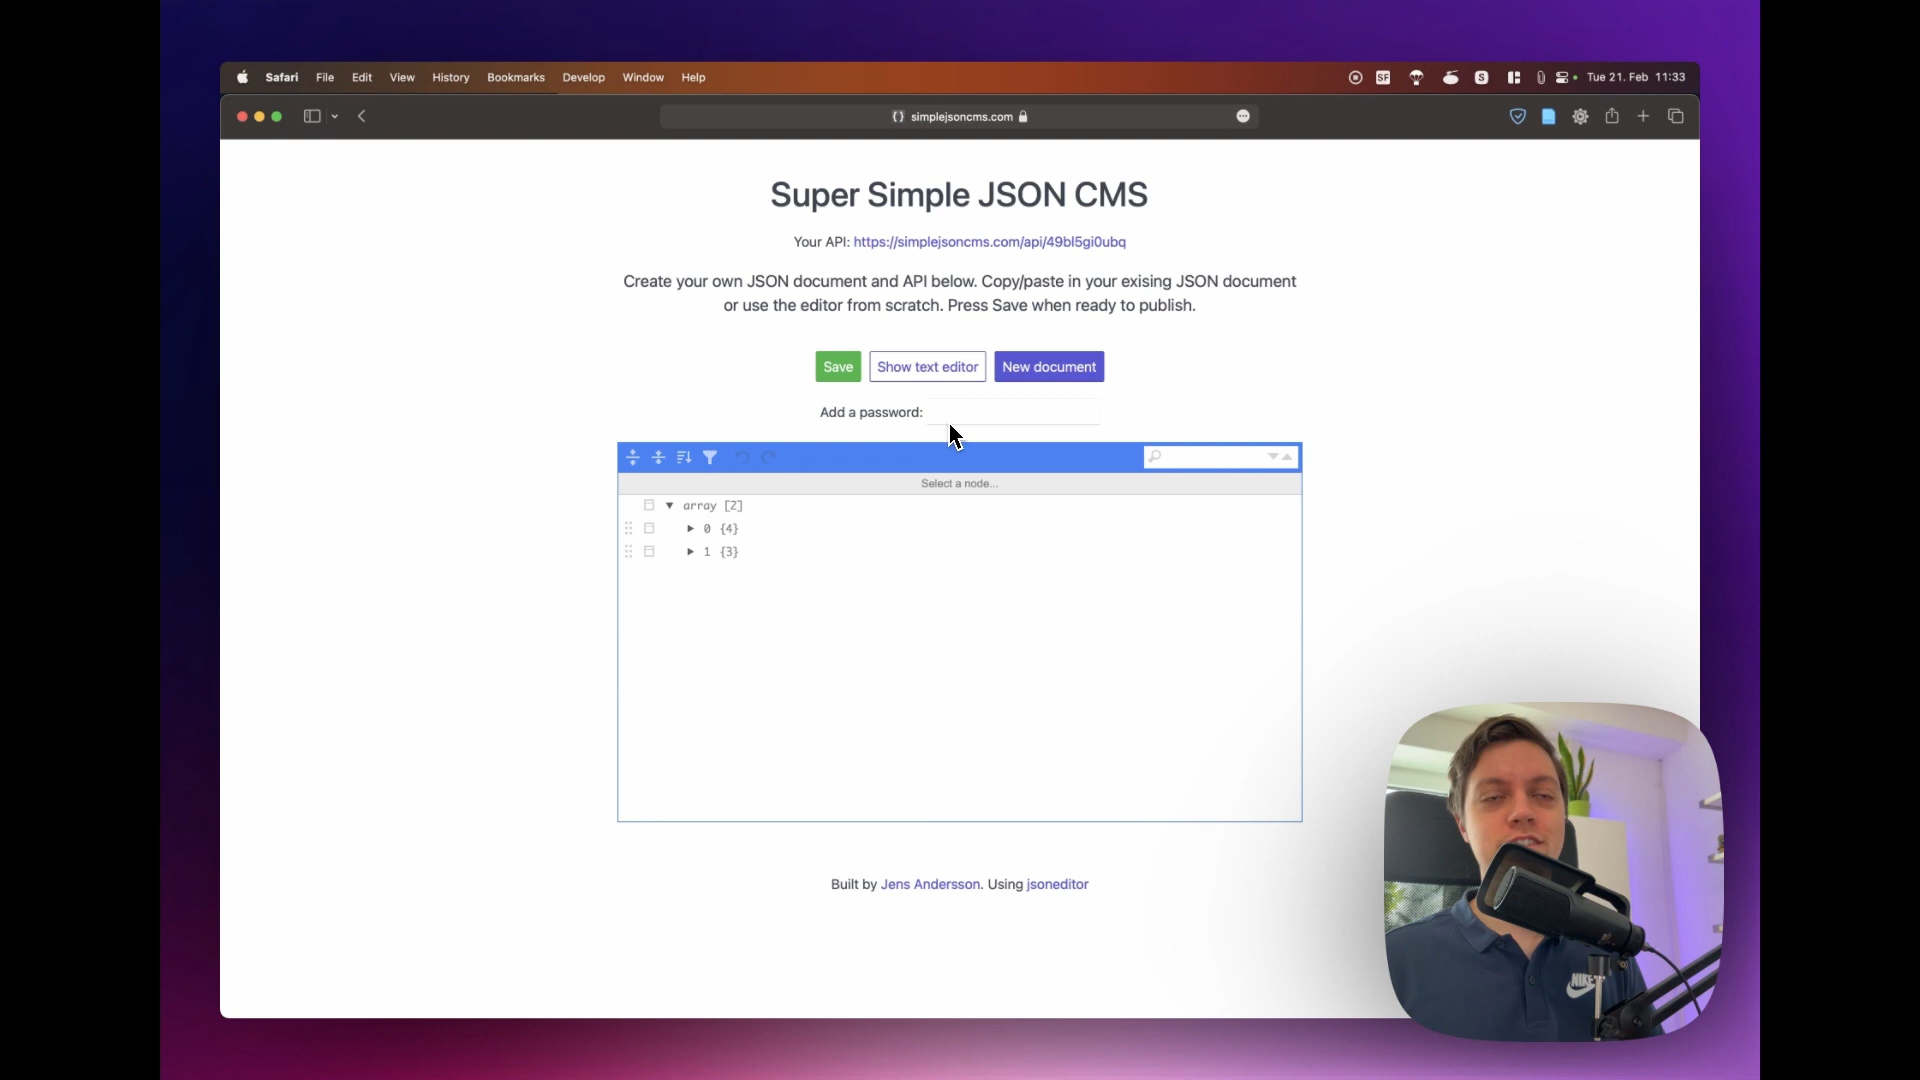 Safari File Edit View History Bookmarks Develop Window Help SF S Tue 21. Feb 11:33
simplejsoncms.com
Super Simple JSON CMS
Your API: https://simplejsoncms.com/api/49bl5gi0ubq
Create your own JSON document and API below. Copy/paste in your exising JSON document
or use the editor from scratch. Press Save when ready to publish.
Save Show text editor New document
Add a password:
Select a node...
array [2]
0 {4}
1 {3}
Built by Jens Andersson. Using jsoneditor
NIKE